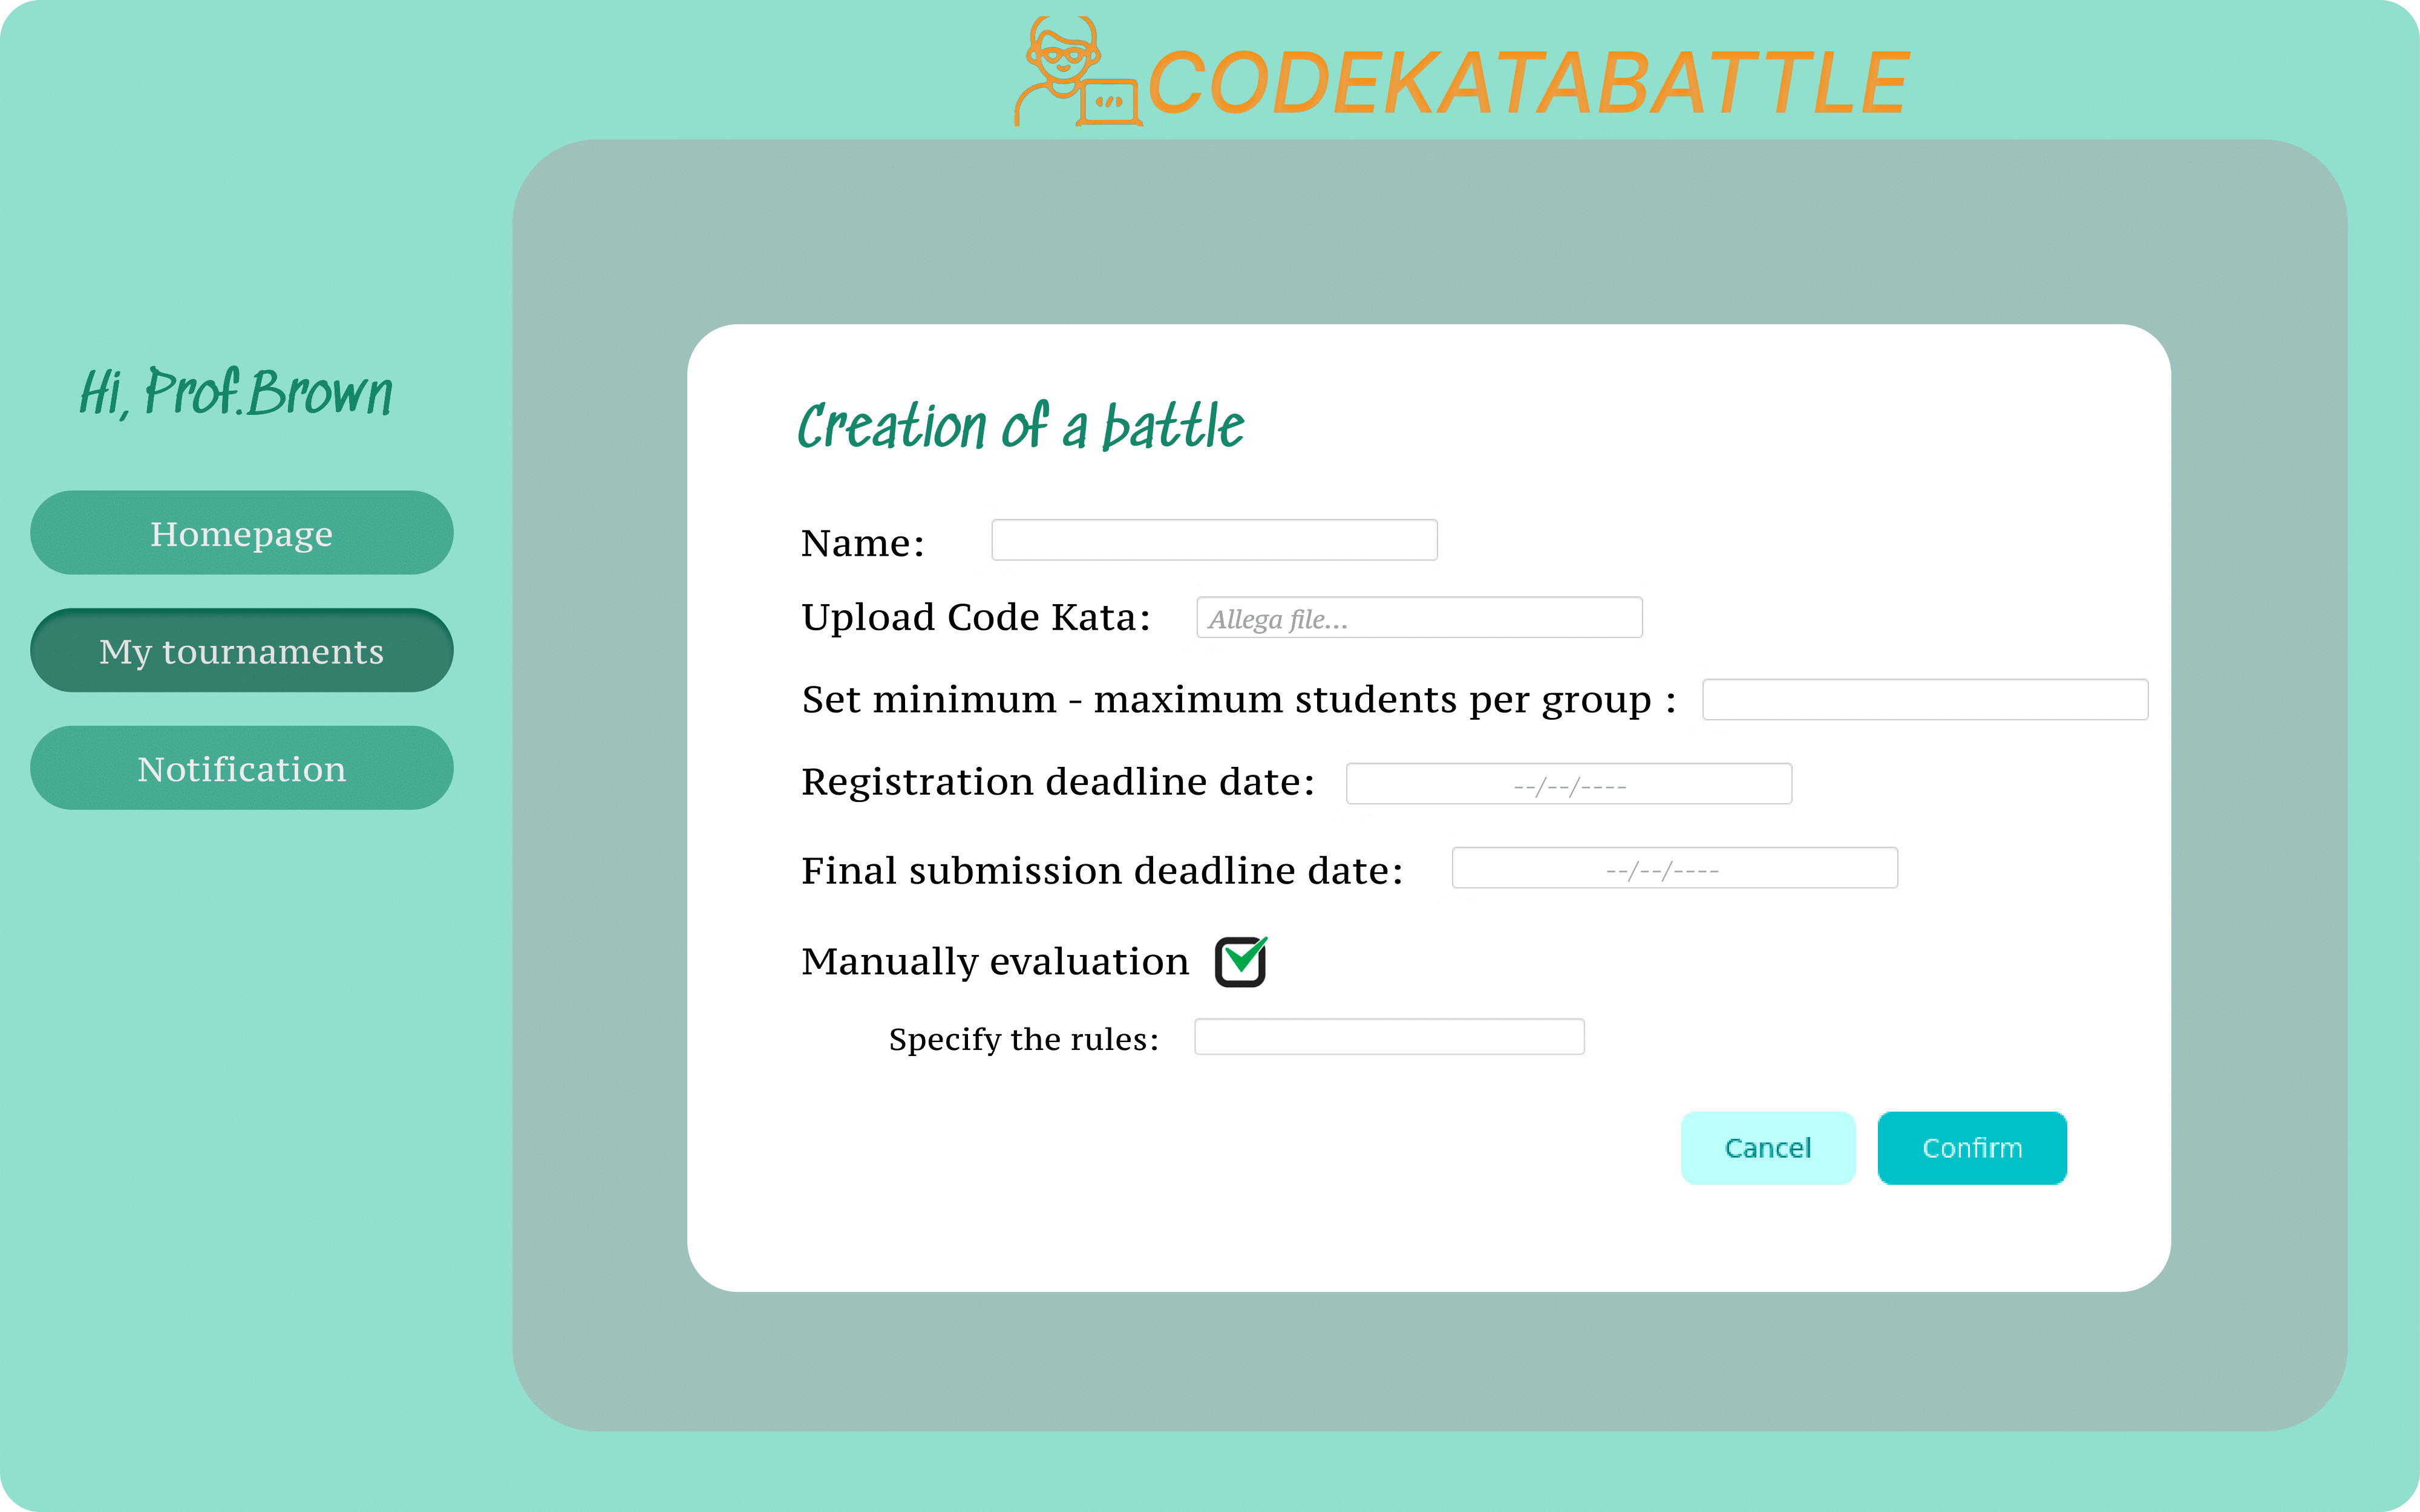 CODEKATABATTLE
Hi, Prof.Brown
Homepage
My tournaments
Notification
Creation of a battle
Name:
Upload Code Kata: Allega file...
Set minimum - maximum students per group :
Registration deadline date: --/--/----
Final submission deadline date: --/--/----
Manually evaluation
Specify the rules:
Cancel Confirm